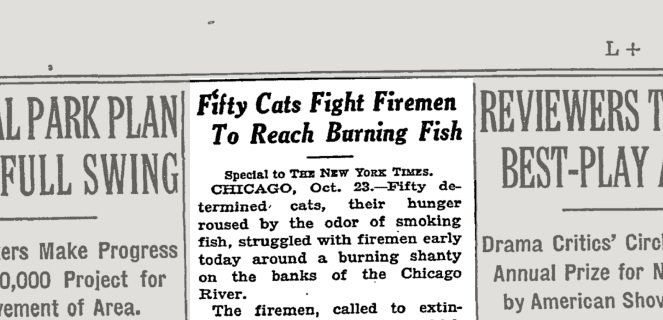 L+
AL PARK PLAN
FULL SWING
ers Make Progress
0,000 Project for
vement of Area.
Fifty Cats Fight Firemen
To Reach Burning Fish
Special to THE NEW YORK TIMES.
CHICAGO, Oct. 23.—Fifty de-
termined cats, their hunger
roused by the odor of smoking
fish, struggled with firemen early
today around a burning shanty
on the banks of the Chicago
River.
The firemen, called to extin-
REVIEWERS T
BEST-PLAY
Drama Critics' Circ
Annual Prize for N
by American Show